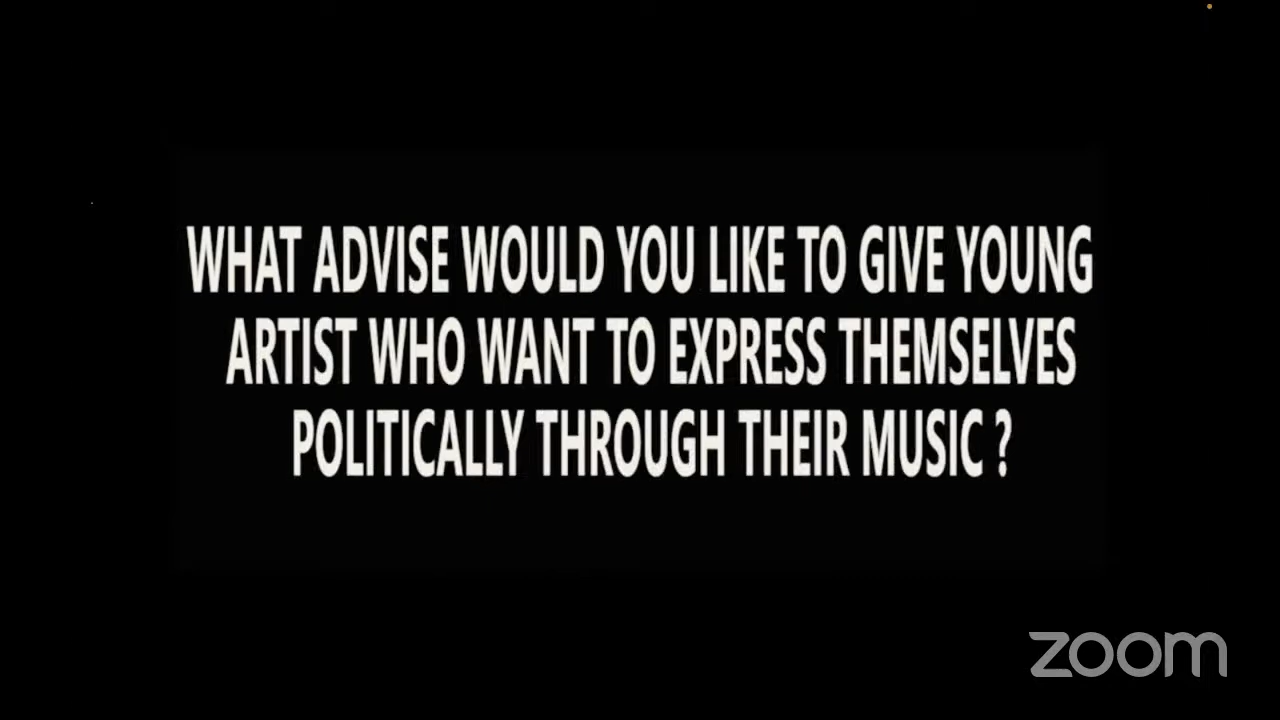 WHAT ADVISE WOULD YOU LIKE TO GIVE YOUNG
ARTIST WHO WANT TO EXPRESS THEMSELVES
POLITICALLY THROUGH THEIR MUSIC ?
zoom